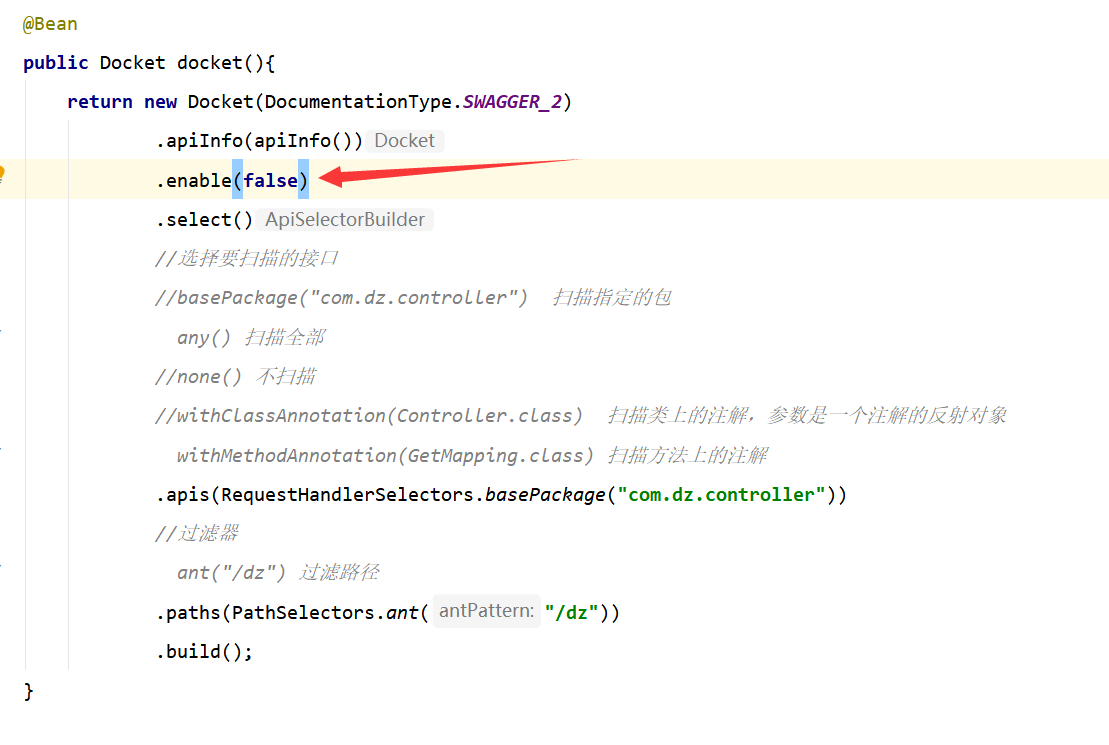 @Bean
public Docket docket(){
return new Docket(DocumentationType.SWAGGER_2)
.apiInfo(apiInfo()) Docket
.enable(false)
.select() ApiSelectorBuilder
//选择要扫描的接口
//basePackage("com.dz.controller") 扫描指定的包
any() 扫描全部
//none() 不扫描
//withClassAnnotation(Controller.class) 扫描类上的注解，参数是一个注解的反射对象
withMethodAnnotation(GetMapping.class) 扫描方法上的注解
.apis(RequestHandlerSelectors.basePackage("com.dz.controller"))
//过滤器
ant("/dz") 过滤路径
.paths(PathSelectors.ant( antPattern: "/dz"))
.build();
}